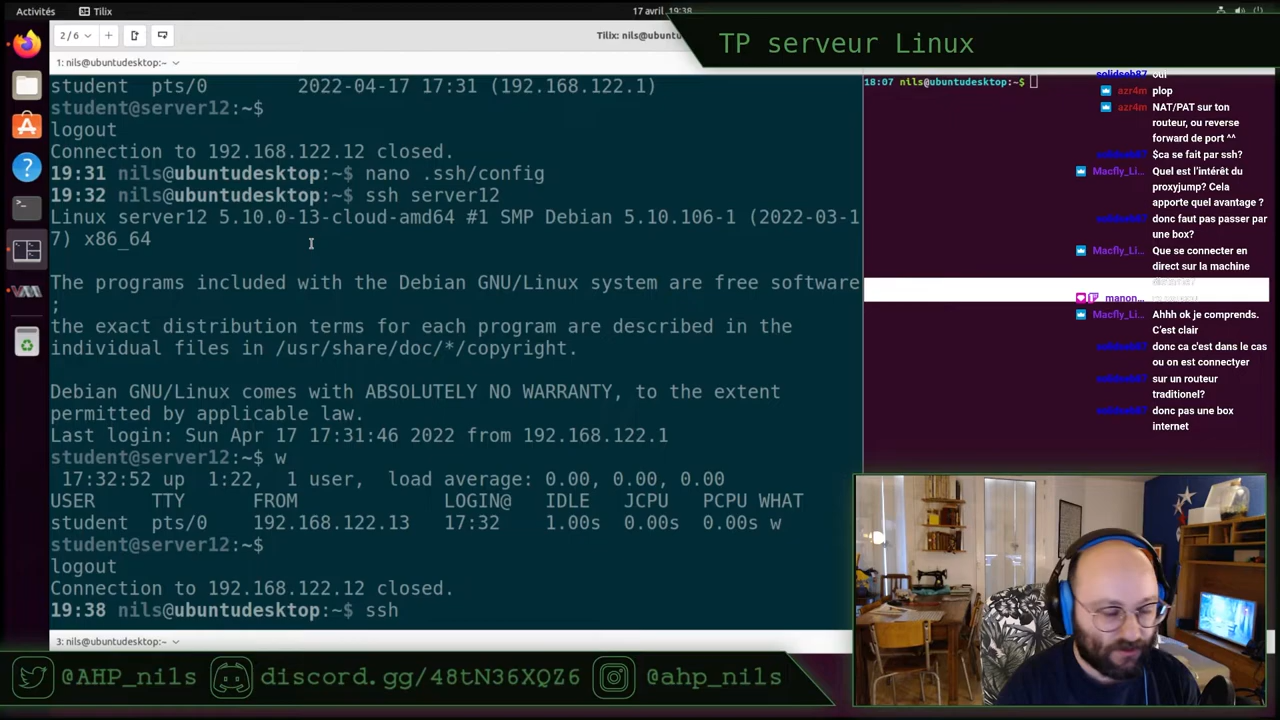 Activités
Tilix
17 avril 19:38
2/6
Tilix: nils@ubuntu
TP serveur Linux
1: nils@ubuntudesktop:~
student pts/0 2022-04-17 17:31 (192.168.122.1)
student@server12:~$
logout
Connection to 192.168.122.12 closed.
19:31 nils@ubuntudesktop:~$ nano .ssh/config
19:32 nils@ubuntudesktop:~$ ssh server12
Linux server12 5.10.0-13-cloud-amd64 #1 SMP Debian 5.10.106-1 (2022-03-1
7) x86_64
The programs included with the Debian GNU/Linux system are free software
;
the exact distribution terms for each program are described in the
individual files in /usr/share/doc/*/copyright.
Debian GNU/Linux comes with ABSOLUTELY NO WARRANTY, to the extent
permitted by applicable law.
Last login: Sun Apr 17 17:31:46 2022 from 192.168.122.1
student@server12:~$ w
17:32:52 up 1:22, 1 user, load average: 0.00, 0.00, 0.00
USER TTY FROM LOGIN@ IDLE JCPU PCPU WHAT
student pts/0 192.168.122.13 17:32 1.00s 0.00s 0.00s w
student@server12:~$
logout
Connection to 192.168.122.12 closed.
19:38 nils@ubuntudesktop:~$ ssh
3: nils@ubuntudesktop:~
18:07 nils@ubuntudesktop:~$
oui
azr4m plop
azr4m NAT/PAT sur ton
routeur, ou reverse
forward de port ^^
$ca se fait par ssh?
Macfly_Li... Quel est l'intérêt du
proxyjump? Cela
apporte quel avantage ?
donc faut pas passer par
une box?
Macfly_Li... Que se connecter en
direct sur la machine
manon...
Macfly_Li... Ahhh ok je comprends.
C'est clair
donc ca c'est dans le cas
ou on est connectyer
sur un routeur
traditionel?
donc pas une box
internet
@AHP_nils
discord.gg/48tN36XQZ6
@ahp_nils